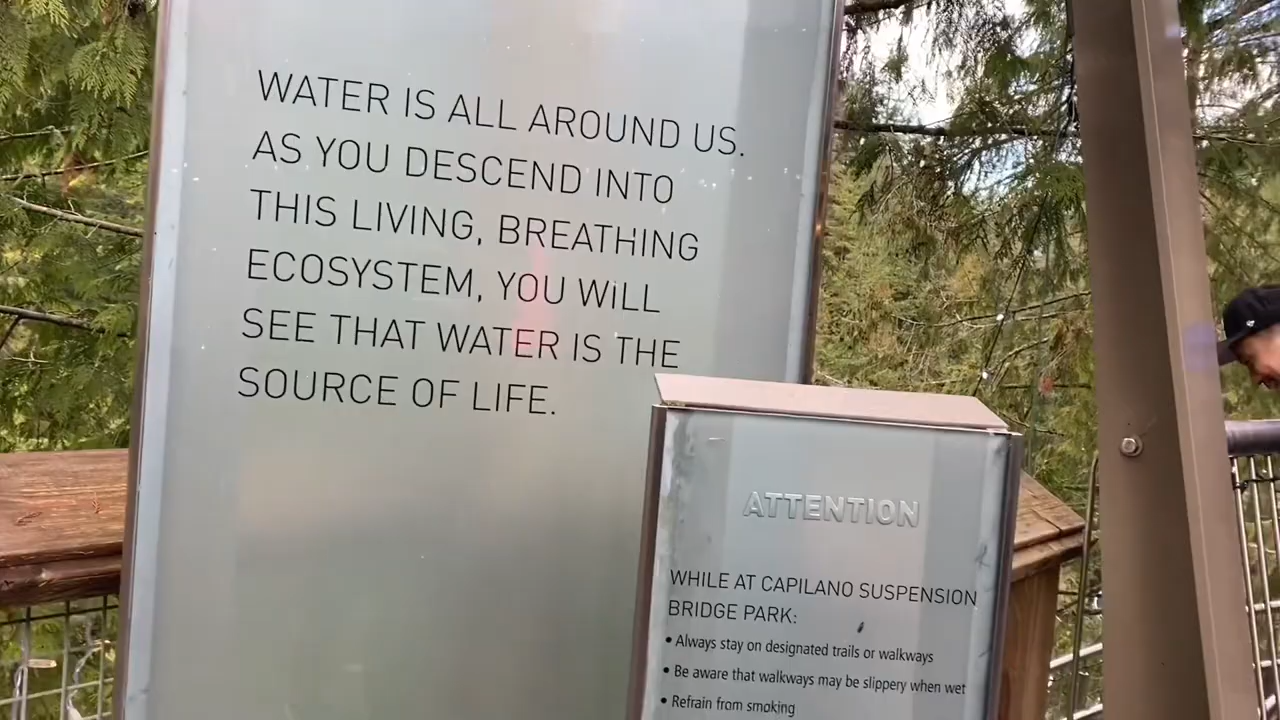 WATER IS ALL AROUND US.
AS YOU DESCEND INTO
THIS LIVING, BREATHING
ECOSYSTEM, YOU WILL
SEE THAT WATER IS THE
SOURCE OF LIFE.
ATTENTION
WHILE AT CAPILANO SUSPENSION
BRIDGE PARK:
• Always stay on designated trails or walkways
• Be aware that walkways may be slippery when wet
• Refrain from smoking